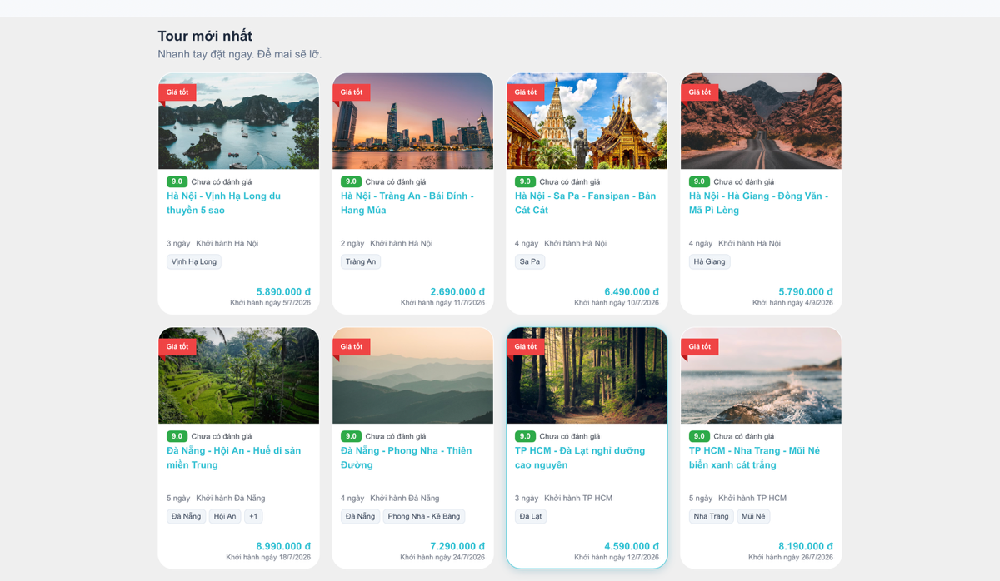 Tour mới nhất
Nhanh tay đặt ngay. Để mai sẽ lỡ.
Giá tốt
Giá tốt
Giá tốt
Giá tốt
9.0 Chưa có đánh giá
Hà Nội - Vịnh Hạ Long du
thuyền 5 sao
3 ngày Khởi hành Hà Nội
Vịnh Hạ Long
5.890.000 đ
Khởi hành ngày 5/7/2026
9.0 Chưa có đánh giá
Hà Nội - Tràng An - Bái Đính -
Hang Múa
2 ngày Khởi hành Hà Nội
Tràng An
2.690.000 đ
Khởi hành ngày 11/7/2026
9.0 Chưa có đánh giá
Hà Nội - Sa Pa - Fansipan - Bản
Cát Cát
4 ngày Khởi hành Hà Nội
Sa Pa
6.490.000 đ
Khởi hành ngày 10/7/2026
9.0 Chưa có đánh giá
Hà Nội - Hà Giang - Đồng Văn -
Mã Pì Lèng
4 ngày Khởi hành Hà Nội
Hà Giang
5.790.000 đ
Khởi hành ngày 4/9/2026
Giá tốt
Giá tốt
Giá tốt
Giá tốt
9.0 Chưa có đánh giá
Đà Nẵng - Hội An - Huế di sản
miền Trung
5 ngày Khởi hành Đà Nẵng
Đà Nẵng Hội An +1
8.990.000 đ
Khởi hành ngày 18/7/2026
9.0 Chưa có đánh giá
Đà Nẵng - Phong Nha - Thiên
Đường
4 ngày Khởi hành Đà Nẵng
Đà Nẵng Phong Nha - Kẻ Bàng
7.290.000 đ
Khởi hành ngày 24/7/2026
9.0 Chưa có đánh giá
TP HCM - Đà Lạt nghỉ dưỡng
cao nguyên
3 ngày Khởi hành TP HCM
Đà Lạt
4.590.000 đ
Khởi hành ngày 12/7/2026
9.0 Chưa có đánh giá
TP HCM - Nha Trang - Mũi Né
biển xanh cát trắng
5 ngày Khởi hành TP HCM
Nha Trang Mũi Né
8.190.000 đ
Khởi hành ngày 26/7/2026